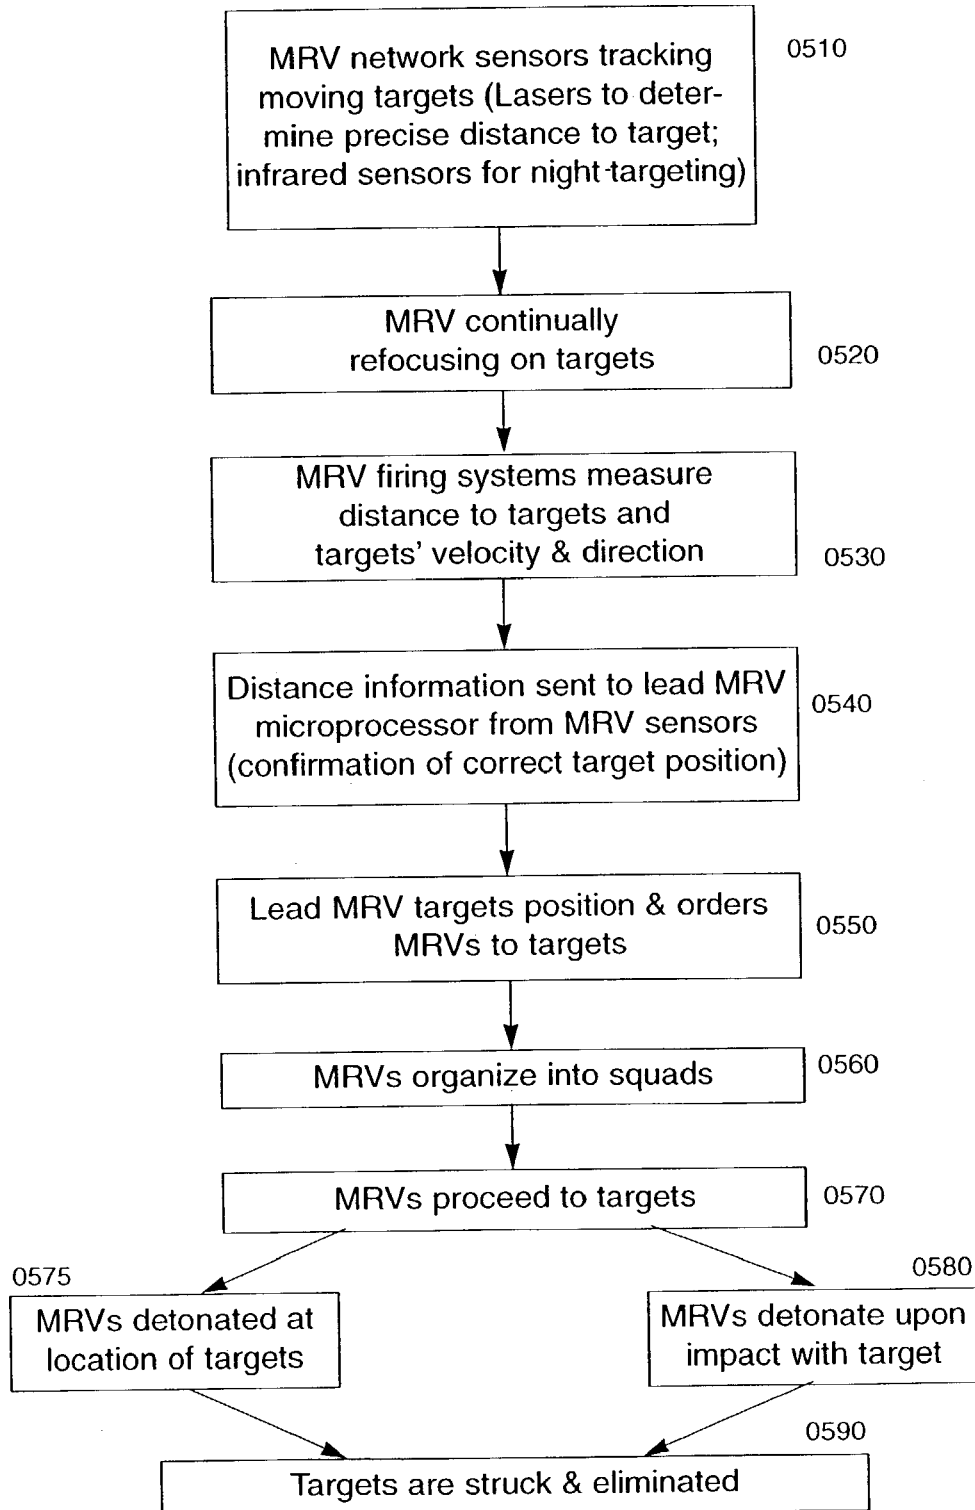 MRV network sensors tracking
moving targets (Lasers to deter-
mine precise distance to target;
infrared sensors for night-targeting)
0510
MRV continually
refocusing on targets
0520
MRV firing systems measure
distance to targets and
targets' velocity & direction
0530
Distance information sent to lead MRV
microprocessor from MRV sensors
(confirmation of correct target position)
0540
Lead MRV targets position & orders
MRVs to targets
0550
MRVs organize into squads
0560
MRVs proceed to targets
0570
0575
MRVs detonated at
location of targets
0580
MRVs detonate upon
impact with target
0590
Targets are struck & eliminated